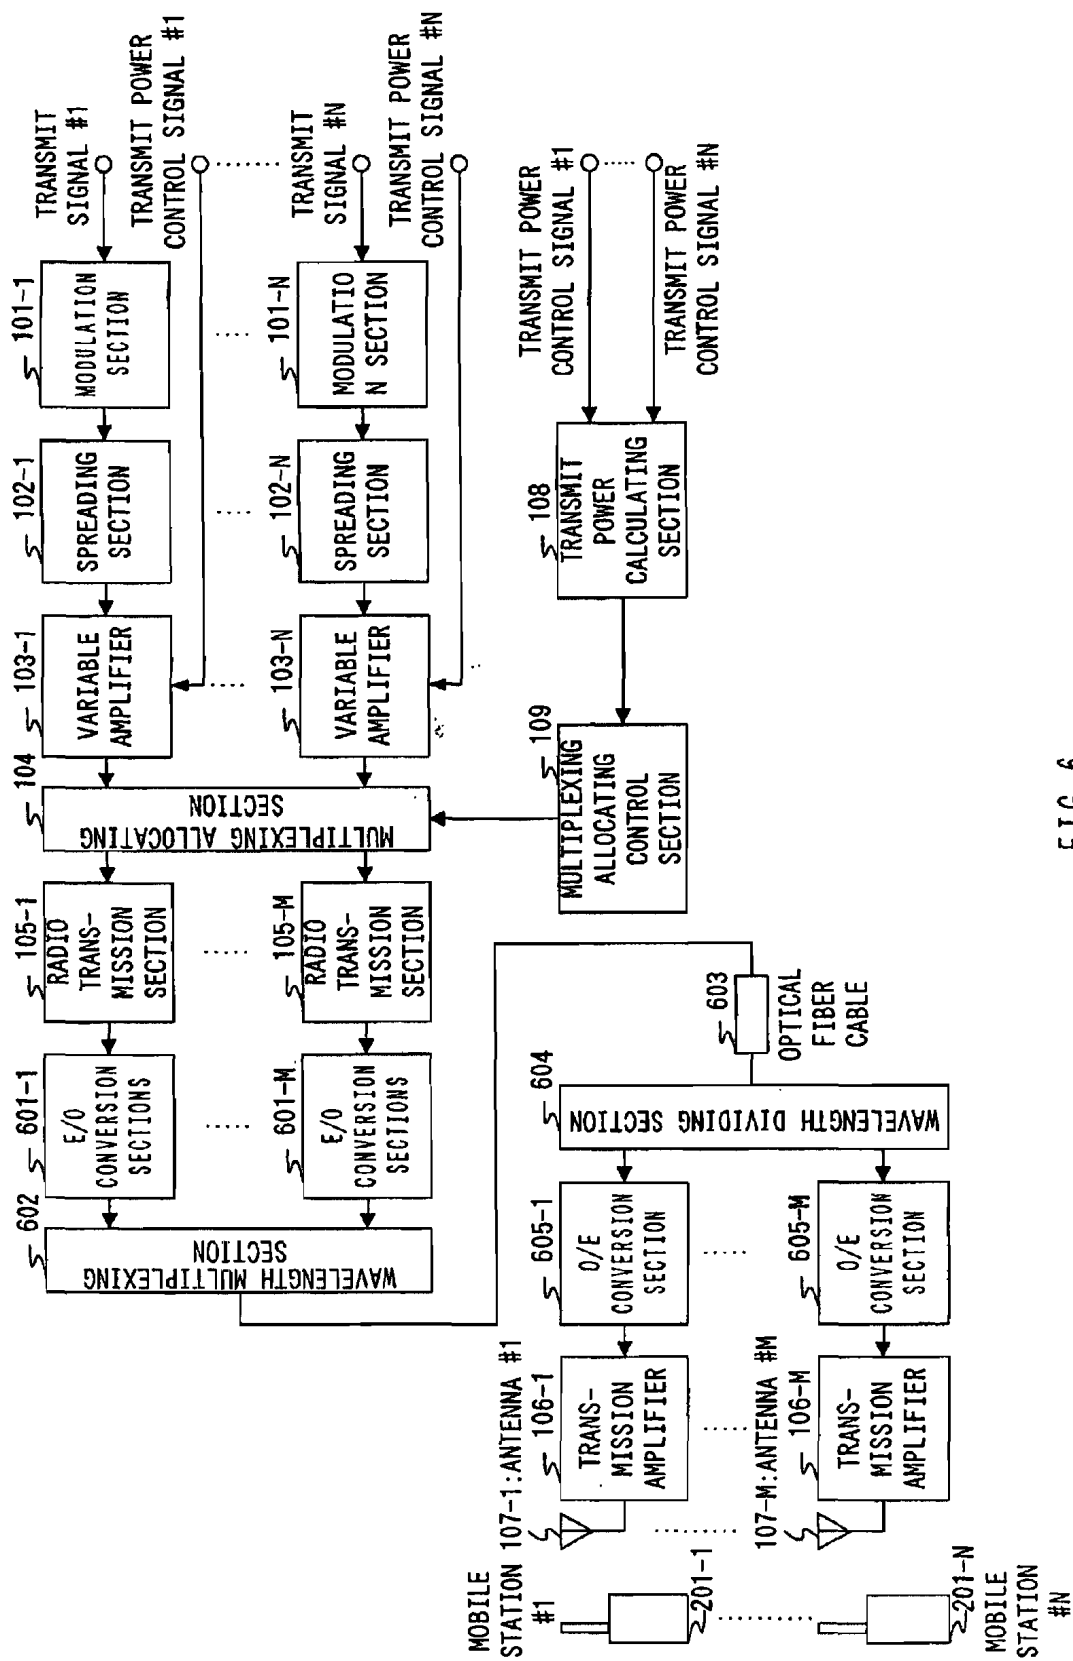 MOBILE
STATION
#1
201-1
201-N
MOBILE
STATION
#N
107-1:ANTENNA #1
107-M:ANTENNA #M
106-1
TRANS-
MISSION
AMPLIFIER
106-M
TRANS-
MISSION
AMPLIFIER
605-1
O/E
CONVERSION
SECTION
605-M
O/E
CONVERSION
SECTION
604
WAVELENGTH DIVIDING SECTION
603
OPTICAL
FIBER
CABLE
602
WAVELENGTH MULTIPLEXING
SECTION
601-1
E/O
CONVERSION
SECTIONS
601-M
E/O
CONVERSION
SECTIONS
105-1
RADIO
TRANS-
MISSION
SECTION
105-M
RADIO
TRANS-
MISSION
SECTION
104
MULTIPLEXING ALLOCATING
SECTION
103-1
VARIABLE
AMPLIFIER
103-N
VARIABLE
AMPLIFIER
109
MULTIPLEXING
ALLOCATING
CONTROL
SECTION
102-1
SPREADING
SECTION
102-N
SPREADING
SECTION
108
TRANSMIT
POWER
CALCULATING
SECTION
101-1
MODULATION
SECTION
101-N
MODULATIO
N SECTION
TRANSMIT
SIGNAL #1
TRANSMIT POWER
CONTROL SIGNAL #1
TRANSMIT
SIGNAL #N
TRANSMIT POWER
CONTROL SIGNAL #N
TRANSMIT POWER
CONTROL SIGNAL #1
TRANSMIT POWER
CONTROL SIGNAL #N
FIG. 6